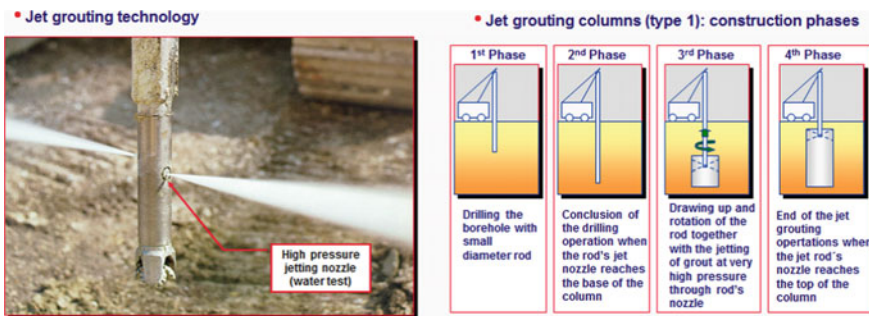 • Jet grouting technology
High pressure
jetting nozzle
(water test)
• Jet grouting columns (type 1): construction phases
1st Phase
Drilling the
borehole with
small
diameter rod
2nd Phase
Conclusion of
the drilling
operation when
the rod's jet
nozzle reaches
the base of the
column
3rd Phase
Drawing up and
rotation of the
rod together
with the jetting
of grout at very
high pressure
through rod's
nozzle
4th Phase
End of the jet
grouting
opertations when
the jet rod´s
nozzle reaches
the top of the
column